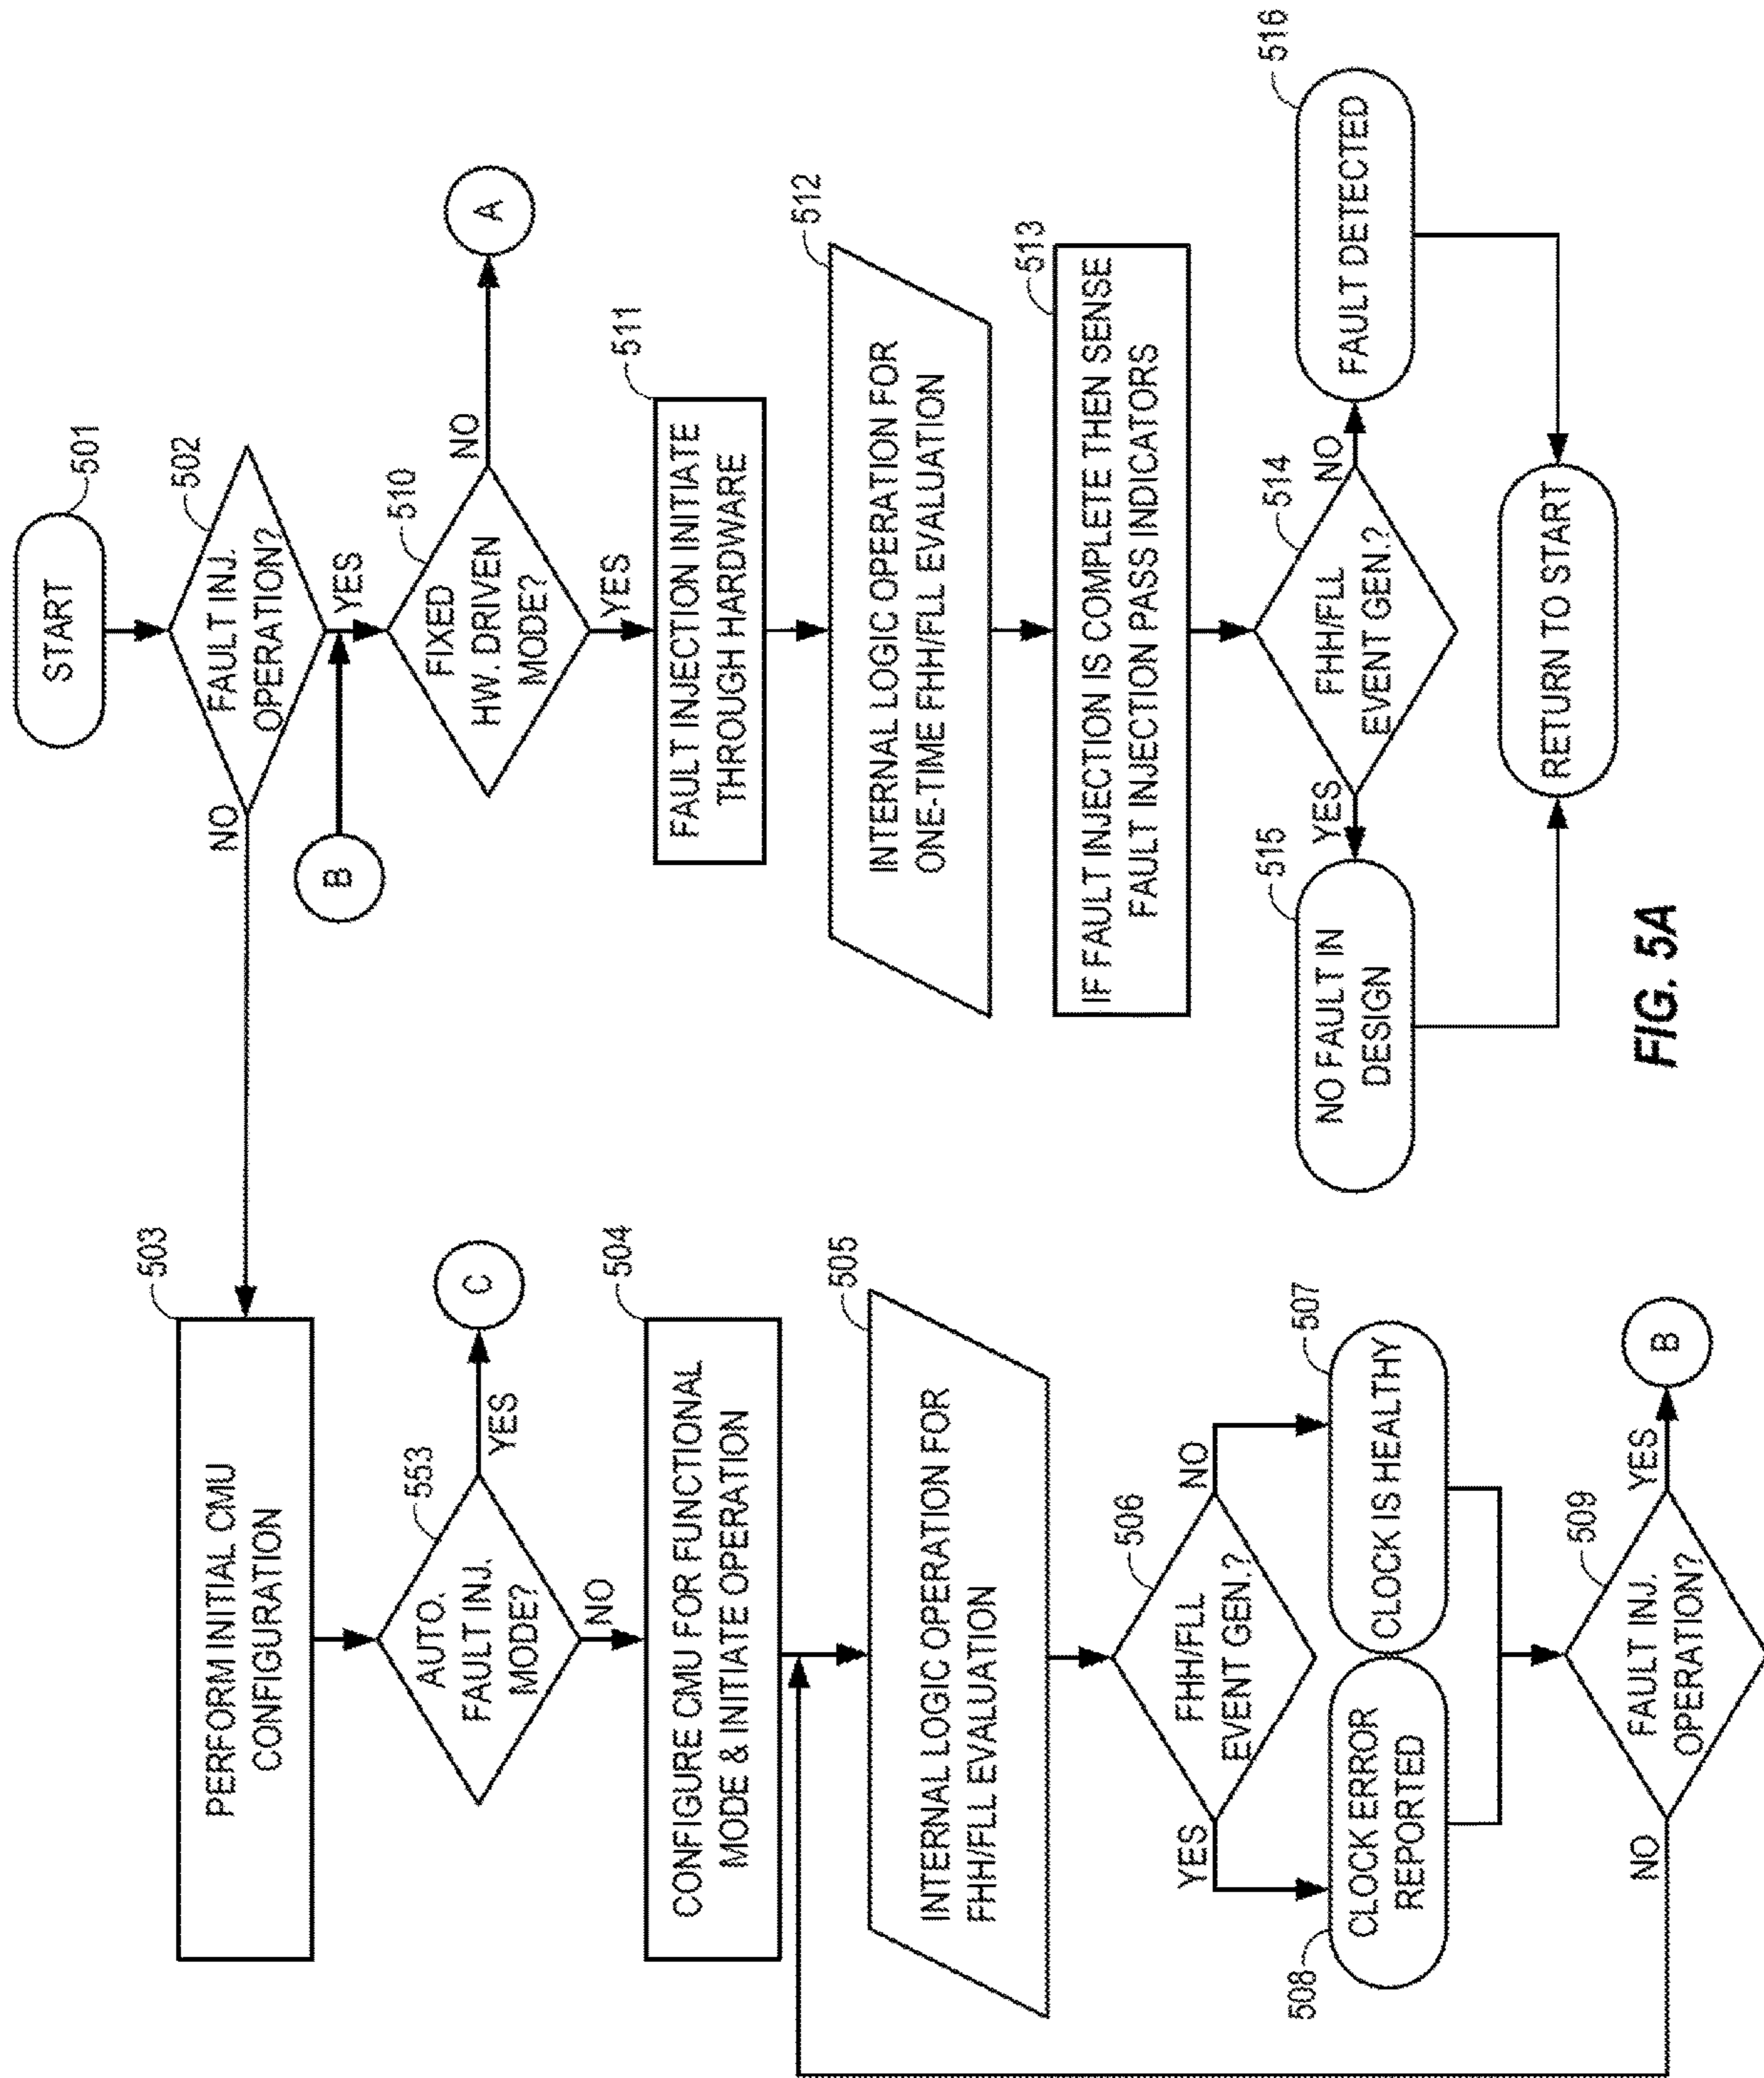 START
501
FAULT INJ.
OPERATION?
502
NO
YES
B
FIXED
HW. DRIVEN
MODE?
510
NO
A
YES
FAULT INJECTION INITIATE
THROUGH HARDWARE
511
INTERNAL LOGIC OPERATION FOR
ONE-TIME FHH/FLL EVALUATION
512
IF FAULT INJECTION IS COMPLETE THEN SENSE
FAULT INJECTION PASS INDICATORS
513
FHH/FLL
EVENT GEN.?
514
YES
NO
NO FAULT IN
DESIGN
515
FAULT DETECTED
516
RETURN TO START
PERFORM INITIAL CMU
CONFIGURATION
503
AUTO.
FAULT INJ.
MODE?
553
YES
C
NO
CONFIGURE CMU FOR FUNCTIONAL
MODE & INITIATE OPERATION
504
INTERNAL LOGIC OPERATION FOR
FHH/FLL EVALUATION
505
FHH/FLL
EVENT GEN.?
506
YES
NO
CLOCK ERROR
REPORTED
508
CLOCK IS HEALTHY
507
FAULT INJ.
OPERATION?
509
NO
YES
B
FIG. 5A